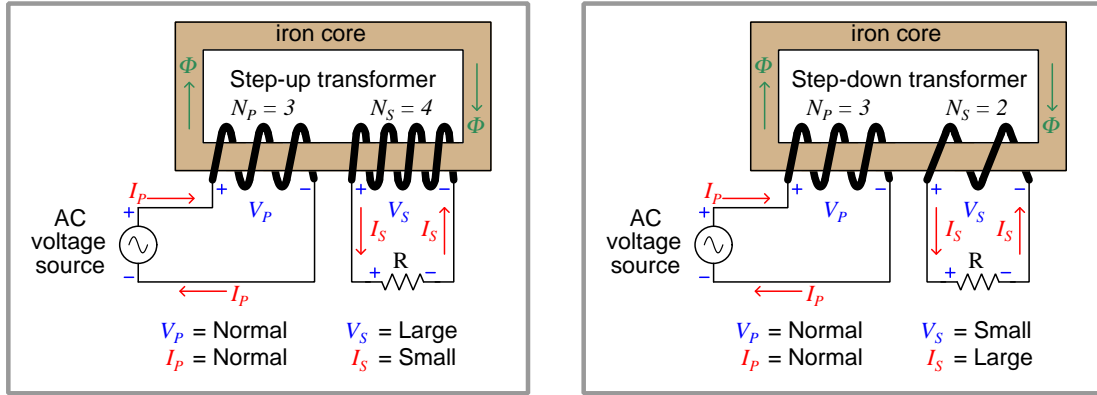 iron core
Φ
Step-up transformer
Φ
N_P = 3
N_S = 4
+ − + −
I_P
V_P
V_S
+
AC
voltage
source
I_S
I_S
−
R
+ −
I_P
V_P = Normal
V_S = Large
I_P = Normal
I_S = Small
iron core
Φ
Step-down transformer
Φ
N_P = 3
N_S = 2
+ − + −
I_P
V_P
V_S
+
AC
voltage
source
I_S
I_S
−
R
+ −
I_P
V_P = Normal
V_S = Small
I_P = Normal
I_S = Large